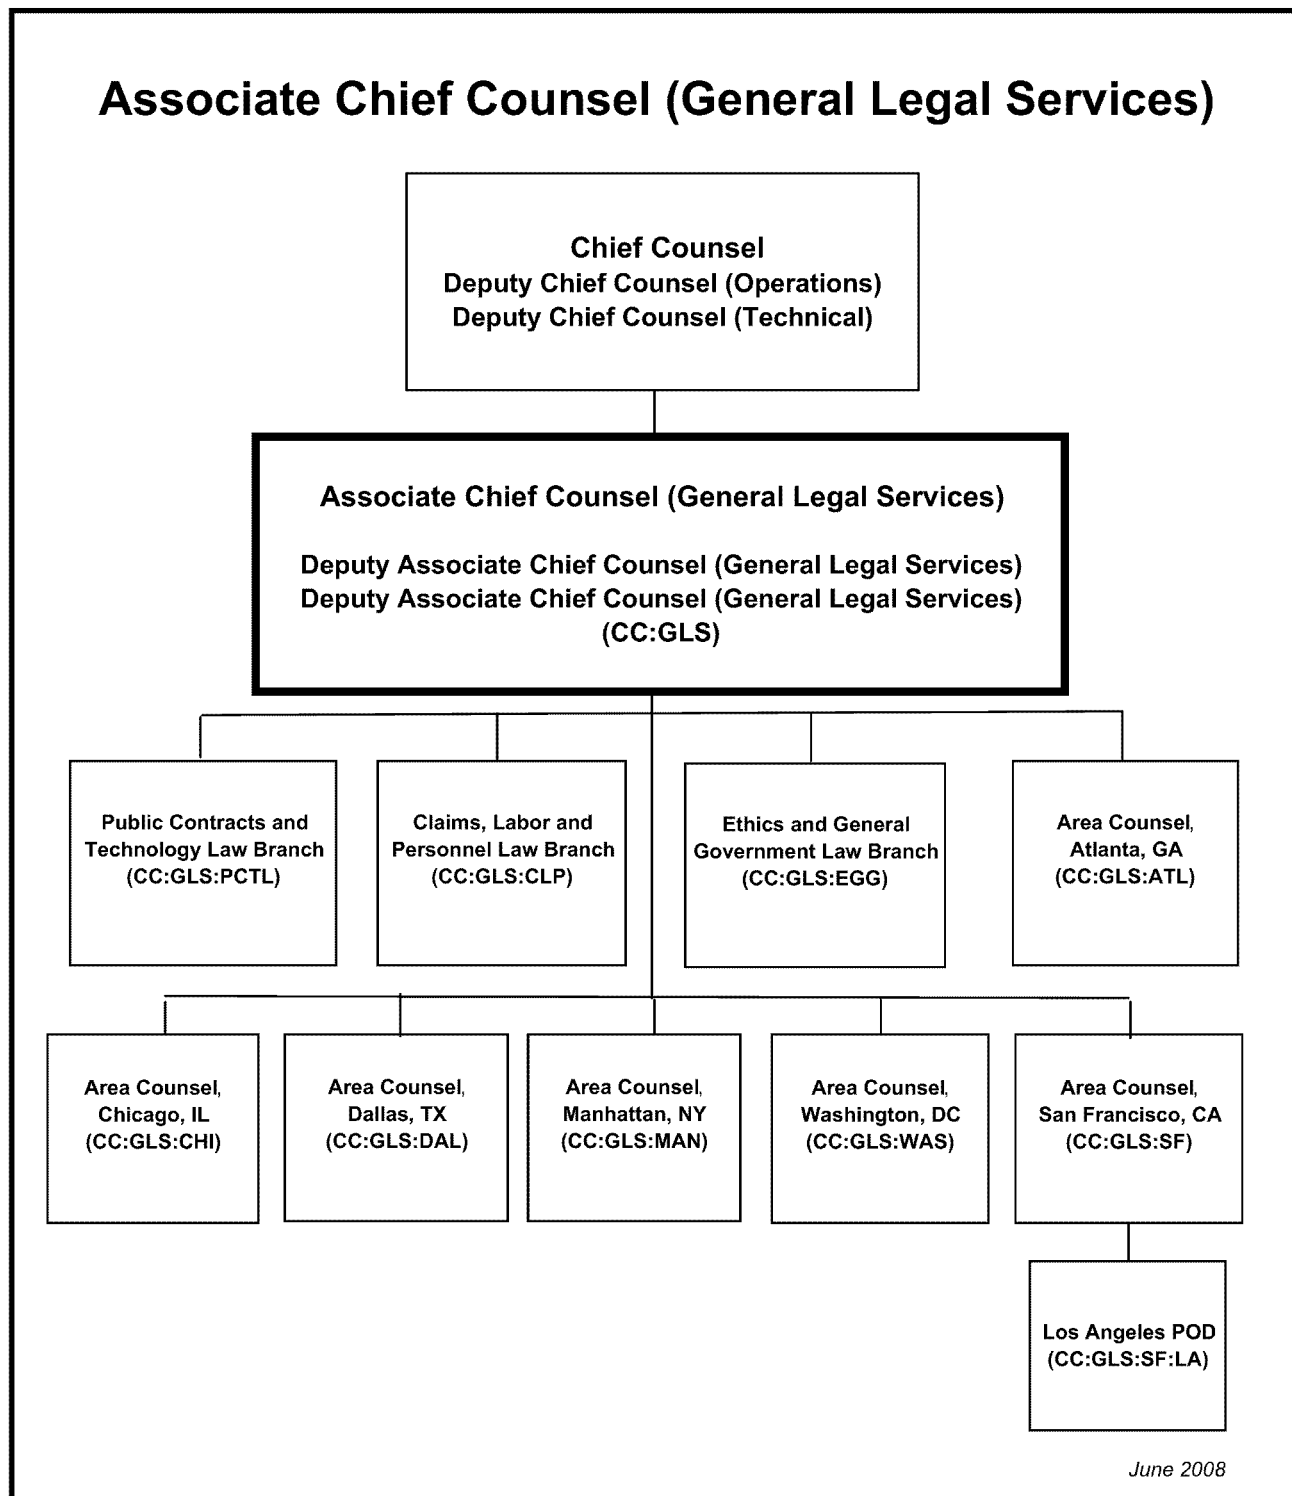 Associate Chief Counsel (General Legal Services)
Chief Counsel
Deputy Chief Counsel (Operations)
Deputy Chief Counsel (Technical)
Associate Chief Counsel (General Legal Services)
Deputy Associate Chief Counsel (General Legal Services)
Deputy Associate Chief Counsel (General Legal Services)
(CC:GLS)
Public Contracts and
Technology Law Branch
(CC:GLS:PCTL)
Claims, Labor and
Personnel Law Branch
(CC:GLS:CLP)
Ethics and General
Government Law Branch
(CC:GLS:EGG)
Area Counsel,
Atlanta, GA
(CC:GLS:ATL)
Area Counsel,
Chicago, IL
(CC:GLS:CHI)
Area Counsel,
Dallas, TX
(CC:GLS:DAL)
Area Counsel,
Manhattan, NY
(CC:GLS:MAN)
Area Counsel,
Washington, DC
(CC:GLS:WAS)
Area Counsel,
San Francisco, CA
(CC:GLS:SF)
Los Angeles POD
(CC:GLS:SF:LA)
June 2008